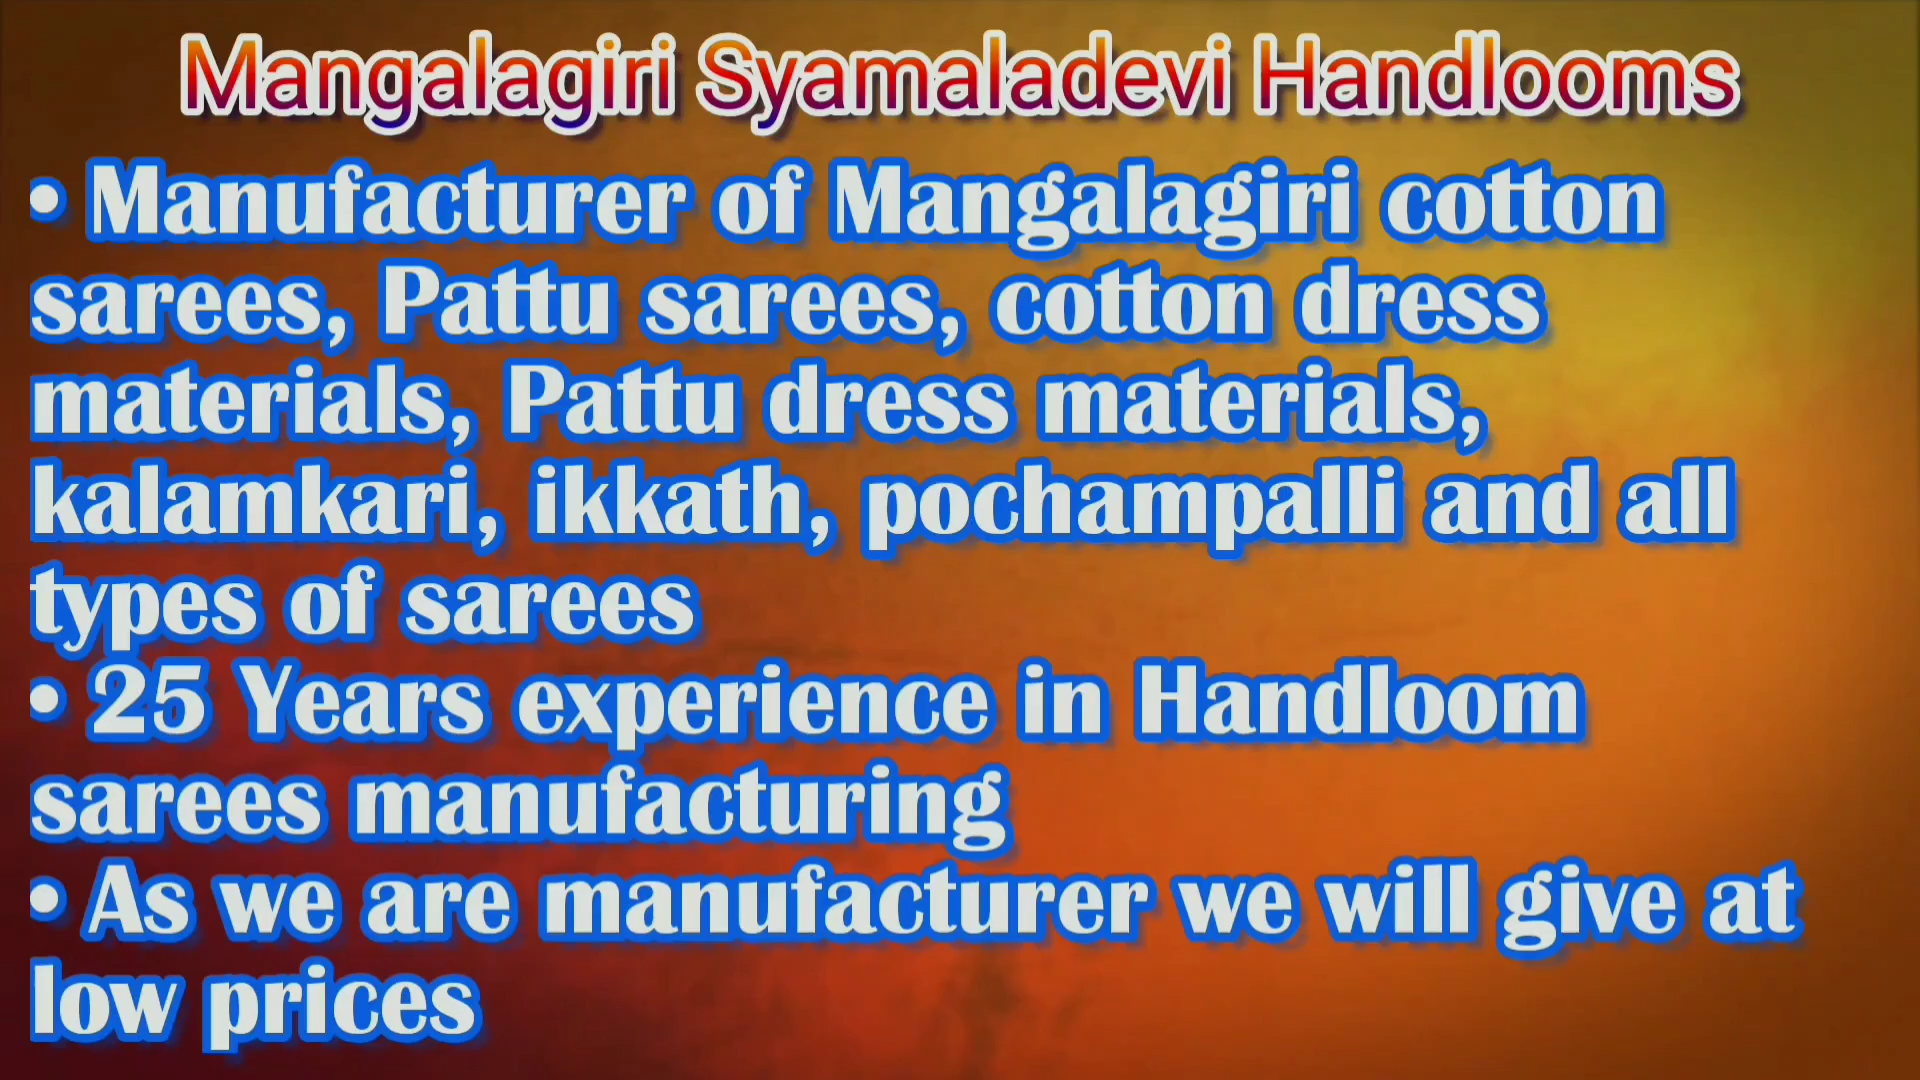 Mangalagiri Syamaladevi Handlooms
• Manufacturer of Mangalagiri cotton
sarees, Pattu sarees, cotton dress
materials, Pattu dress materials,
kalamkari, ikkath, pochampalli and all
types of sarees
• 25 Years experience in Handloom
sarees manufacturing
• As we are manufacturer we will give at
low prices